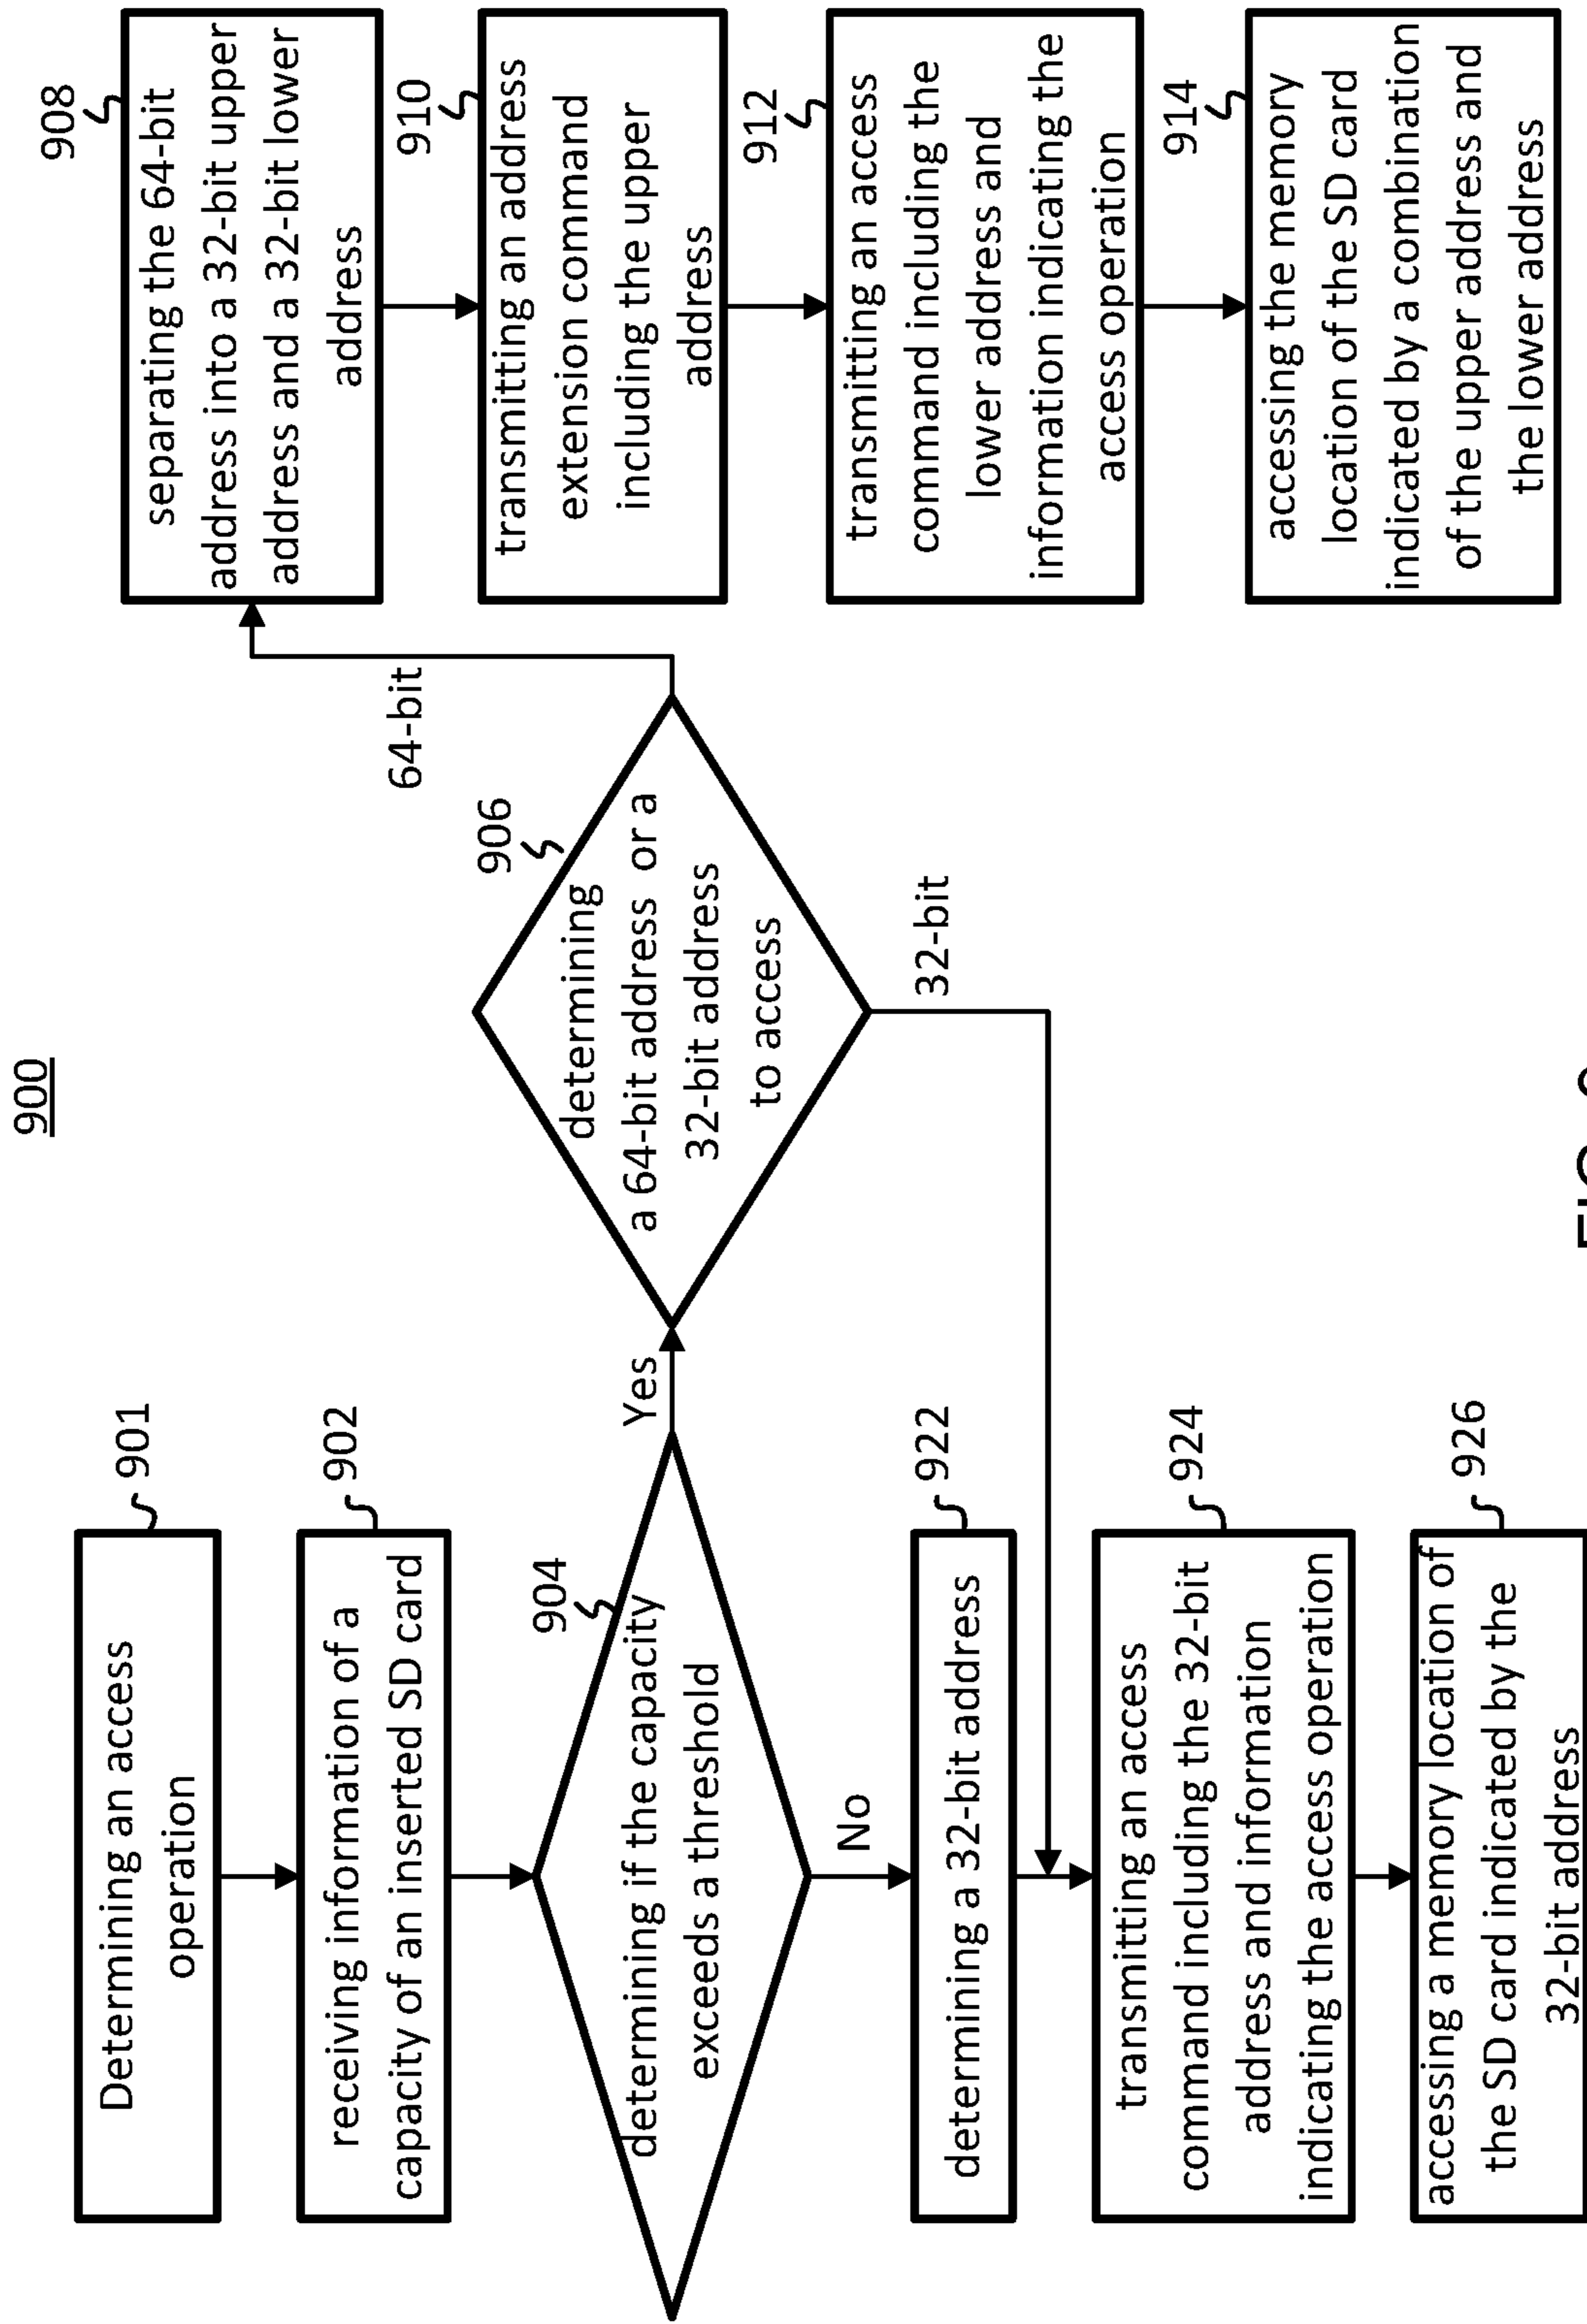 900
Determining an access
operation
901
receiving information of a
capacity of an inserted SD card
902
determining if the capacity
exceeds a threshold
904
Yes
No
determining
a 64-bit address or a
32-bit address
to access
906
64-bit
32-bit
separating the 64-bit
address into a 32-bit upper
address and a 32-bit lower
address
908
transmitting an address
extension command
including the upper
address
910
transmitting an access
command including the
lower address and
information indicating the
access operation
912
accessing the memory
location of the SD card
indicated by a combination
of the upper address and
the lower address
914
determining a 32-bit address
922
transmitting an access
command including the 32-bit
address and information
indicating the access operation
924
accessing a memory location of
the SD card indicated by the
32-bit address
926